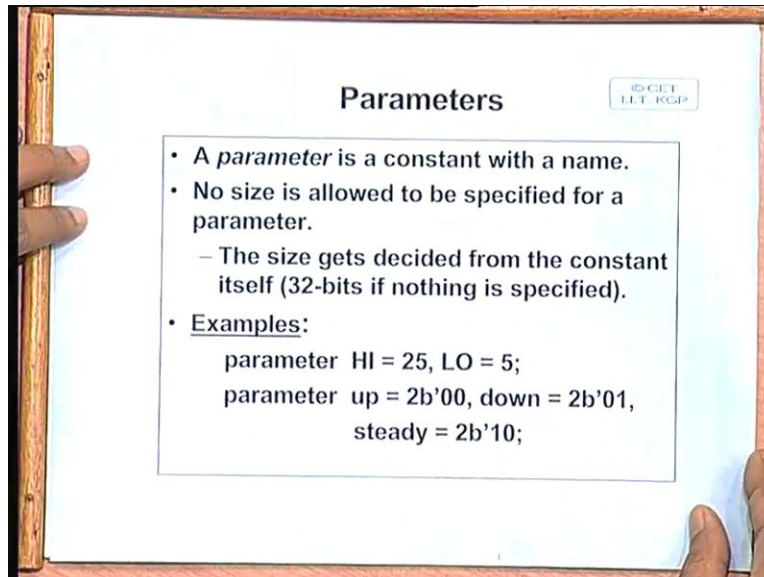 Parameters
© CET
I.I.T. KGP
• A parameter is a constant with a name.
• No size is allowed to be specified for a
parameter.
– The size gets decided from the constant
itself (32-bits if nothing is specified).
• Examples:
parameter HI = 25, LO = 5;
parameter up = 2b'00, down = 2b'01,
steady = 2b'10;